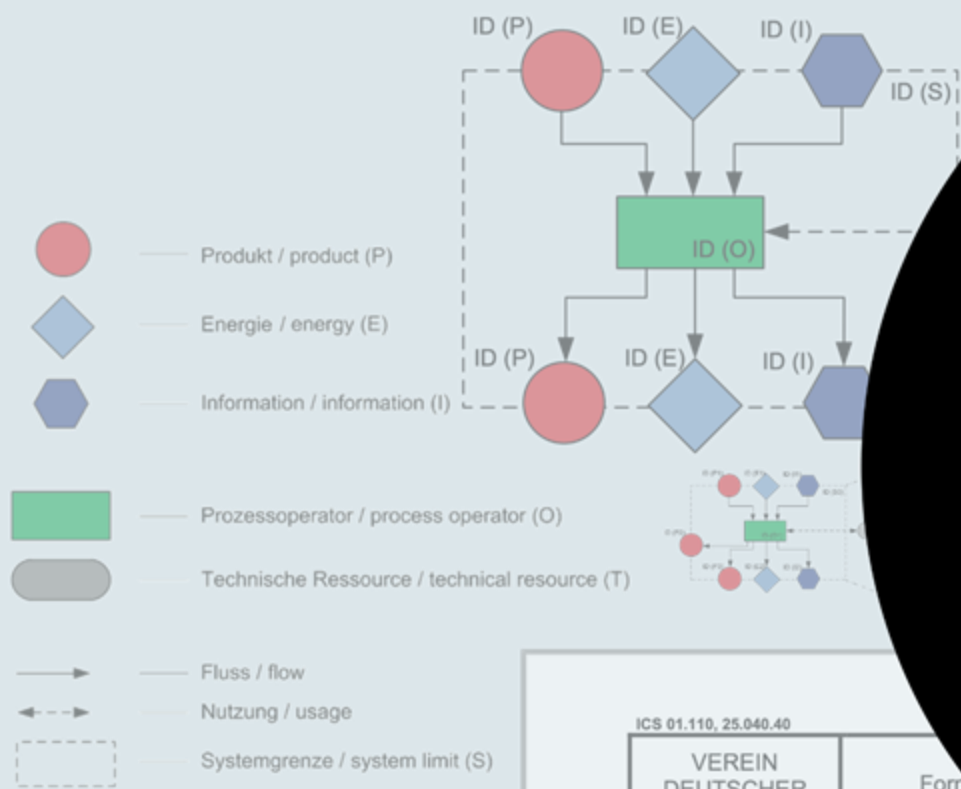 ID (P)
ID (E)
ID (I)
ID (S)
ID (O)
ID (P)
ID (E)
ID (I)
Produkt / product (P)
Energie / energy (E)
Information / information (I)
Prozessoperator / process operator (O)
Technische Ressource / technical resource (T)
Fluss / flow
Nutzung / usage
Systemgrenze / system limit (S)
ICS 01.110, 25.040.40
VEREIN
DEUTSCHER